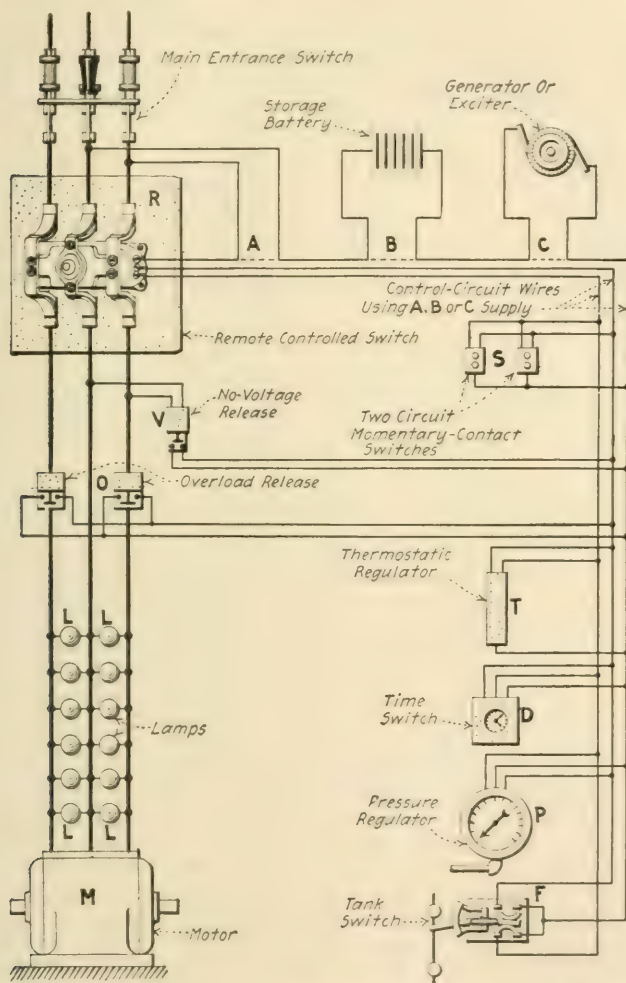 Main Entrance Switch
Storage
Battery
Generator Or
Exciter
R
A
B
C
Control-Circuit Wires
Using A, B or C Supply
Remote Controlled Switch
S
No-Voltage
Release
V
Two Circuit
Momentary-Contact
Switches
O
Overload Release
Thermostatic
Regulator
T
L L
Time
Switch
D
Lamps
Pressure
Regulator
P
L L
M
Tank
Switch
F
Motor